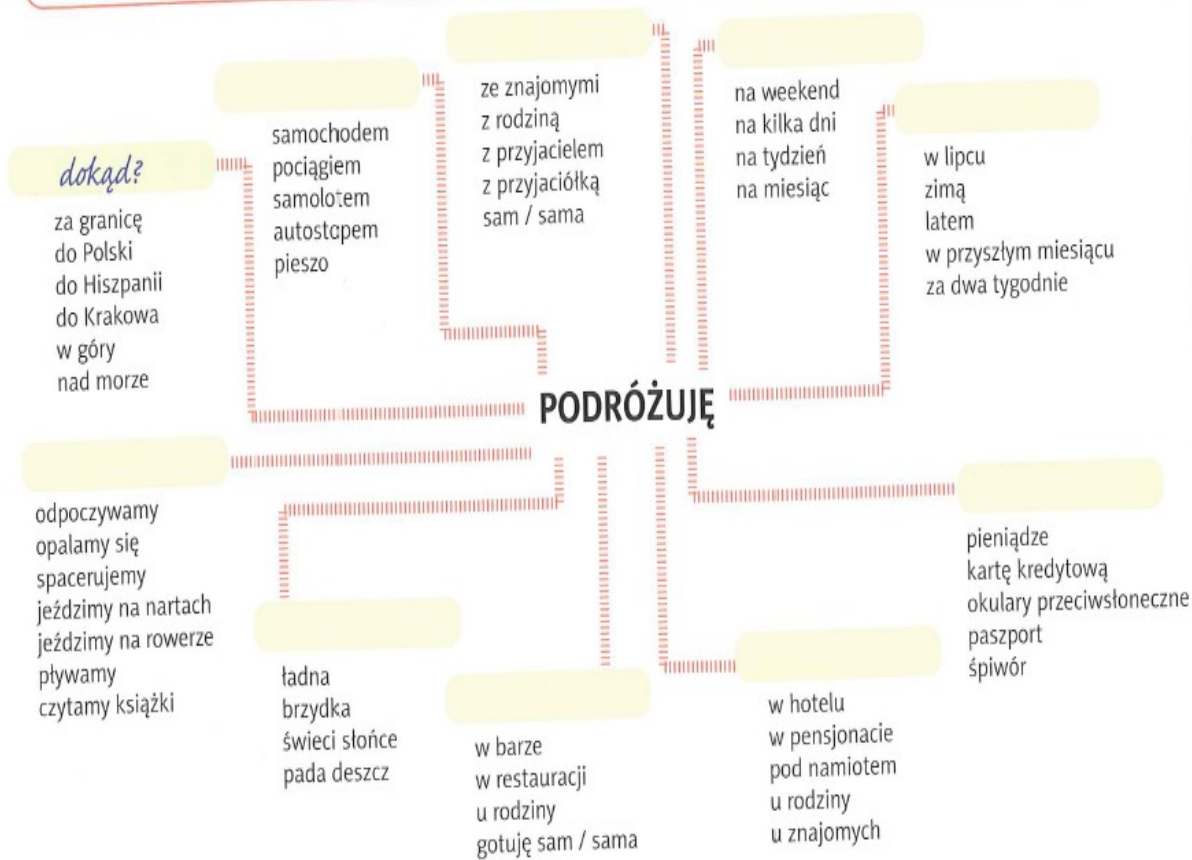 dokąd?
za granicę
do Polski
do Hiszpanii
do Krakowa
w góry
nad morze
samochodem
pociągiem
samolotem
autostopem
pieszo
ze znajomymi
z rodziną
z przyjacielem
z przyjaciółką
sam / sama
na weekend
na kilka dni
na tydzień
na miesiąc
w lipcu
zimą
latem
w przyszłym miesiącu
za dwa tygodnie
PODRÓŻUJĘ
odpoczywamy
opalamy się
spacerujemy
jeździmy na nartach
jeździmy na rowerze
pływamy
czytamy książki
ładna
brzydka
świeci słońce
pada deszcz
w barze
w restauracji
u rodziny
gotuję sam / sama
w hotelu
w pensjonacie
pod namiotem
u rodziny
u znajomych
pieniądze
kartę kredytową
okulary przeciwsłoneczne
paszport
śpiwór